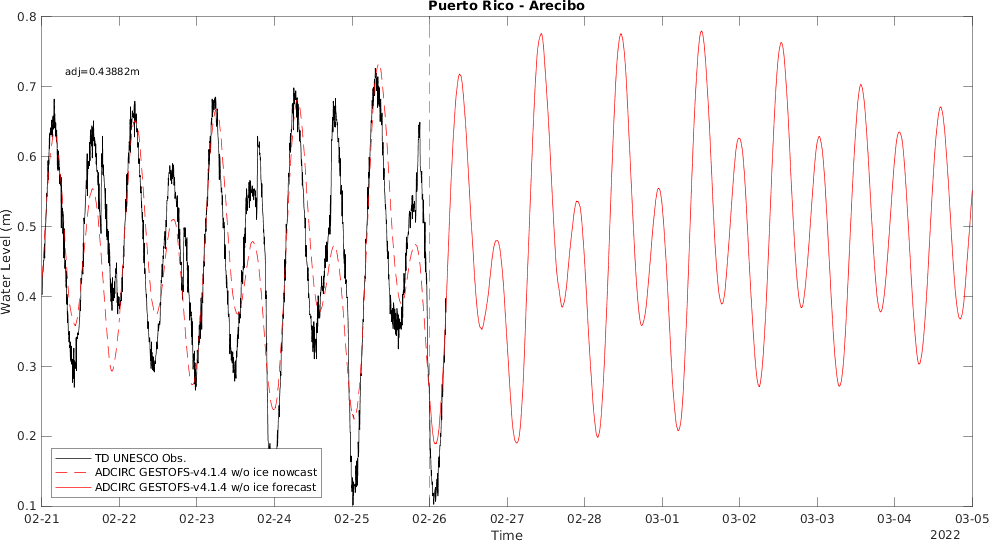 Puerto Rico - Arecibo
adj=0.43882m
Water Level (m)
0.8
0.7
0.6
0.5
0.4
0.3
0.2
0.1
TD UNESCO Obs.
ADCIRC GESTOFS-v4.1.4 w/o ice nowcast
ADCIRC GESTOFS-v4.1.4 w/o ice forecast
02-21 02-22 02-23 02-24 02-25 02-26 02-27 02-28 03-01 03-02 03-03 03-04 03-05
Time
2022